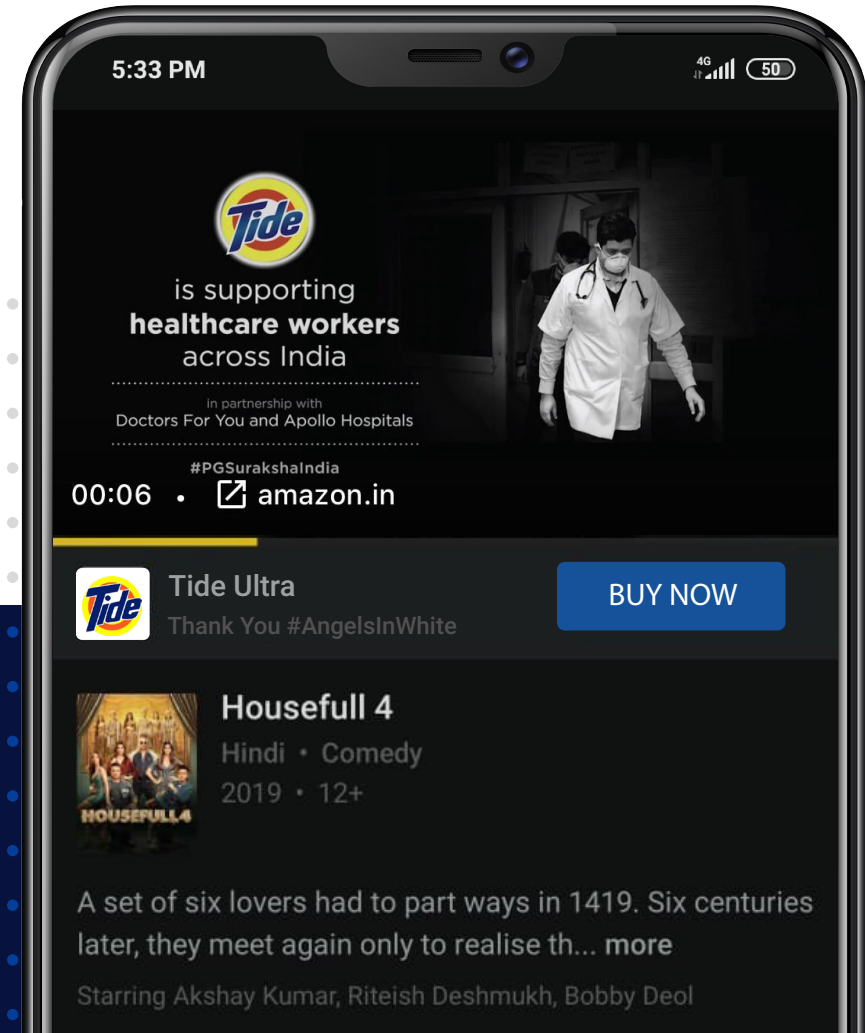 5:33 PM
4G
50
Tide
is supporting
healthcare workers
across India
in partnership with
Doctors For You and Apollo Hospitals
#PGSurakshaIndia
00:06 • amazon.in
Tide
Tide Ultra
Thank You #AngelsInWhite
BUY NOW
HOUSEFULL4
Housefull 4
Hindi • Comedy
2019 • 12+
A set of six lovers had to part ways in 1419. Six centuries
later, they meet again only to realise th... more
Starring Akshay Kumar, Riteish Deshmukh, Bobby Deol